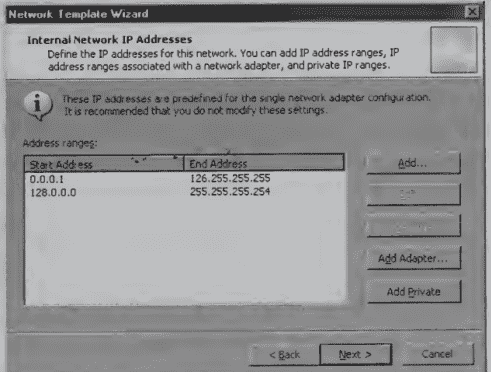 Network Template Wizard
Internal Network IP Addresses
Define the IP addresses for this network. You can add IP address ranges, IP
address ranges associated with a network adapter, and private IP ranges.
These IP addresses are predefined for the single network adapter configuration.
It is recommended that you do not modify these settings.
Address ranges:
Start Address End Address
0.0.0.1 126.255.255.255
128.0.0.0 255.255.255.254
Add...
Add Adapter...
Add Private
< Back Next > Cancel